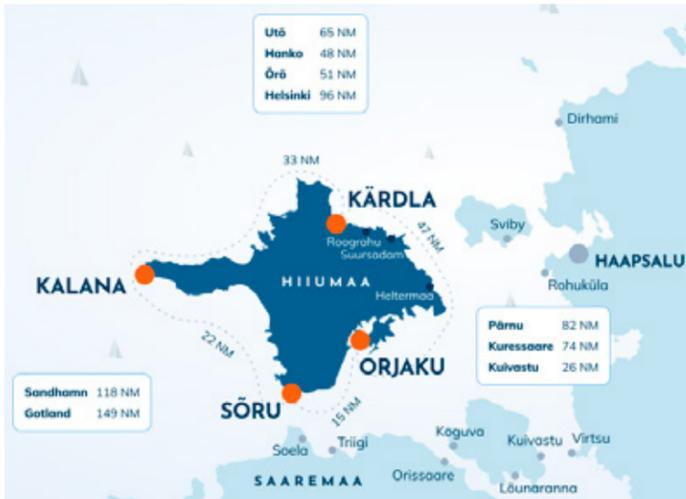 Utö 65 NM
Hanko 48 NM
Örö 51 NM
Helsinki 96 NM
Dirhami
33 NM
KÄRDLA
Sviby
47 NM
Roograhu
Suursadam
HAAPSALU
KALANA
HIIUMAA
Rohuküla
Heltermaa
22 NM
Pärnu 82 NM
Kuressaare 74 NM
Kuivastu 26 NM
ORJAKU
Sandhamn 118 NM
Gotland 149 NM
SÕRU
15 NM
Soela
Triigi
Koguva
Kuivastu
Virtsu
Orissaare
SAAREMAA
Lõunaranna